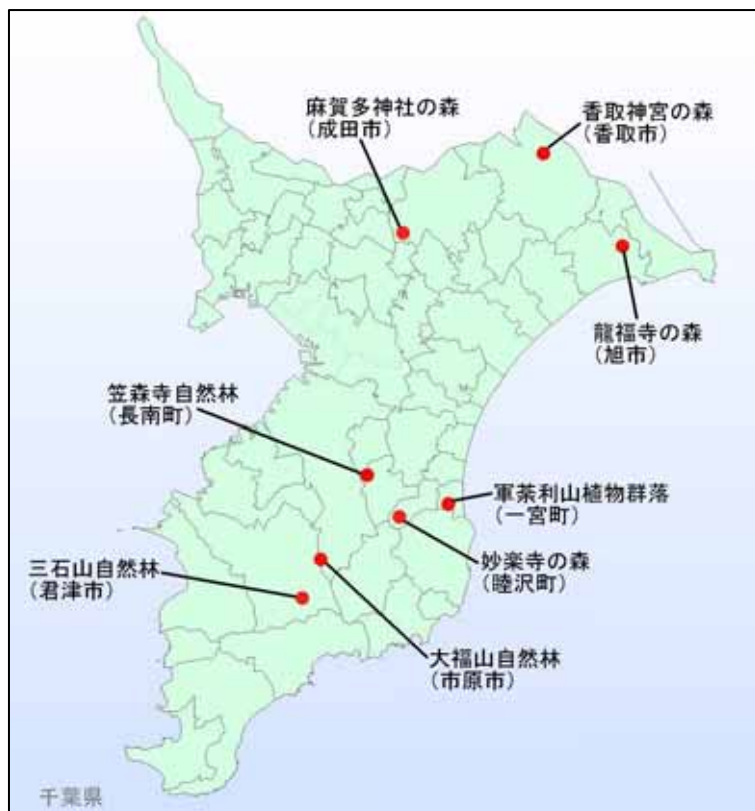 麻賀多神社の森
（成田市）
香取神宮の森
（香取市）
龍福寺の森
（旭市）
笠森寺自然林
（長南町）
軍茶利山植物群落
（一宮町）
妙楽寺の森
（睦沢町）
三石山自然林
（君津市）
大福山自然林
（市原市）
千葉県